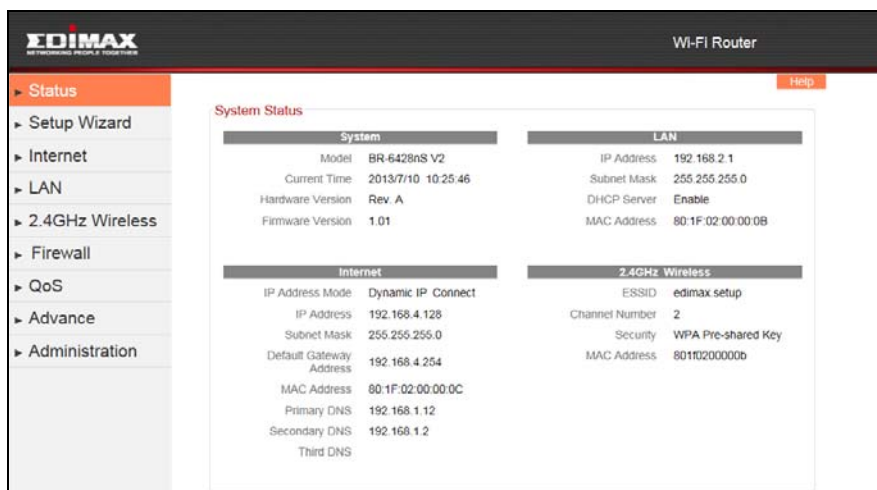 EDIMAX
NETWORKING PEOPLE TOGETHER
Wi-Fi Router
Help
Status
Setup Wizard
Internet
LAN
2.4GHz Wireless
Firewall
QoS
Advance
Administration
System Status
System
Model BR-6428nS V2
Current Time 2013/7/10 10:25:46
Hardware Version Rev. A
Firmware Version 1.01
LAN
IP Address 192.168.2.1
Subnet Mask 255.255.255.0
DHCP Server Enable
MAC Address 80:1F:02:00:00:0B
Internet
IP Address Mode Dynamic IP Connect
IP Address 192.168.4.128
Subnet Mask 255.255.255.0
Default Gateway
Address 192.168.4.254
MAC Address 80:1F:02:00:00:0C
Primary DNS 192.168.1.12
Secondary DNS 192.168.1.2
Third DNS
2.4GHz Wireless
ESSID edimax.setup
Channel Number 2
Security WPA Pre-shared Key
MAC Address 801f0200000b